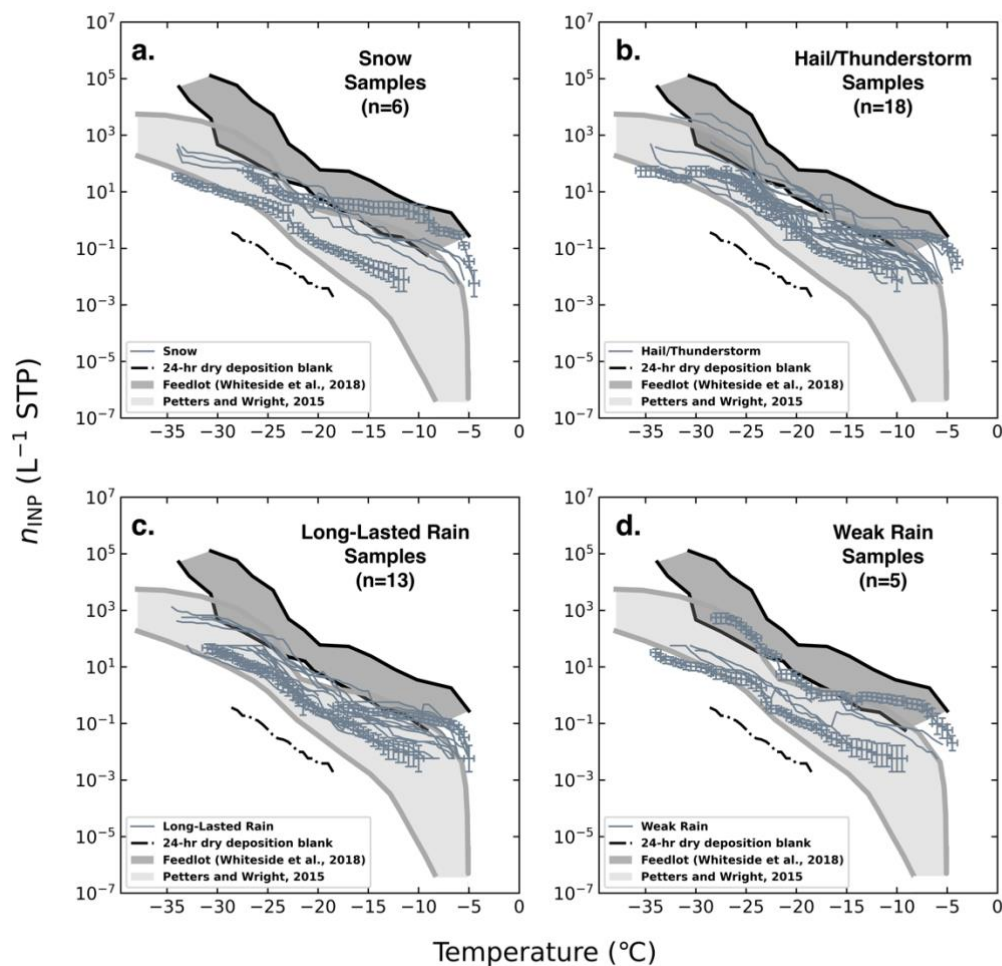 a.
Snow
Samples
(n=6)
10⁷
10⁵
10³
10¹
10⁻¹
10⁻³
10⁻⁵
10⁻⁷
−35
−30
−25
−20
−15
−10
−5
0
Snow
24-hr dry deposition blank
Feedlot (Whiteside et al., 2018)
Petters and Wright, 2015
b.
Hail/Thunderstorm
Samples
(n=18)
10⁷
10⁵
10³
10¹
10⁻¹
10⁻³
10⁻⁵
10⁻⁷
−35
−30
−25
−20
−15
−10
−5
0
Hail/Thunderstorm
24-hr dry deposition blank
Feedlot (Whiteside et al., 2018)
Petters and Wright, 2015
n_INP (L⁻¹ STP)
c.
Long-Lasted Rain
Samples
(n=13)
10⁷
10⁵
10³
10¹
10⁻¹
10⁻³
10⁻⁵
10⁻⁷
−35
−30
−25
−20
−15
−10
−5
0
Long-Lasted Rain
24-hr dry deposition blank
Feedlot (Whiteside et al., 2018)
Petters and Wright, 2015
d.
Weak Rain
Samples
(n=5)
10⁷
10⁵
10³
10¹
10⁻¹
10⁻³
10⁻⁵
10⁻⁷
−35
−30
−25
−20
−15
−10
−5
0
Weak Rain
24-hr dry deposition blank
Feedlot (Whiteside et al., 2018)
Petters and Wright, 2015
Temperature (°C)